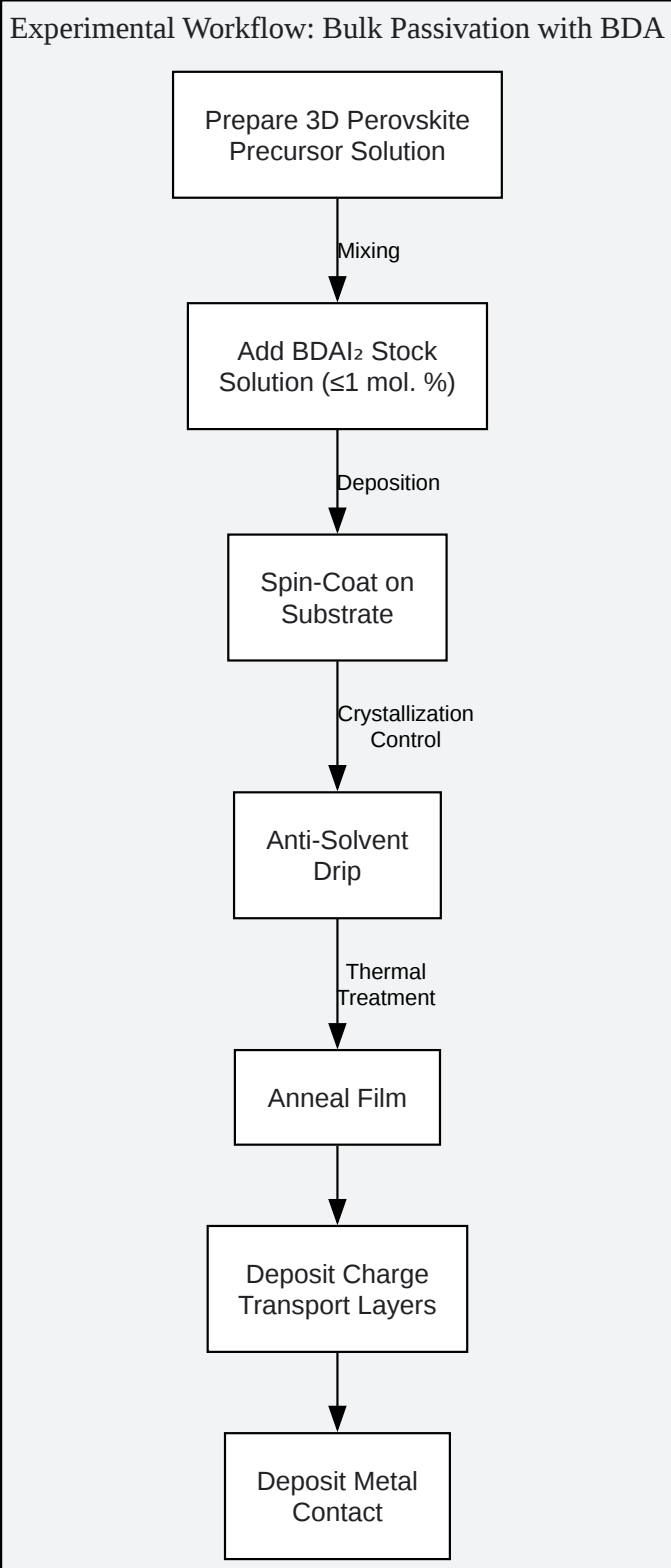 Experimental Workflow: Bulk Passivation with BDA
Prepare 3D Perovskite
Precursor Solution
Mixing
Add BDAI₂ Stock
Solution (≤1 mol. %)
Deposition
Spin-Coat on
Substrate
Crystallization
Control
Anti-Solvent
Drip
Thermal
Treatment
Anneal Film
Deposit Charge
Transport Layers
Deposit Metal
Contact